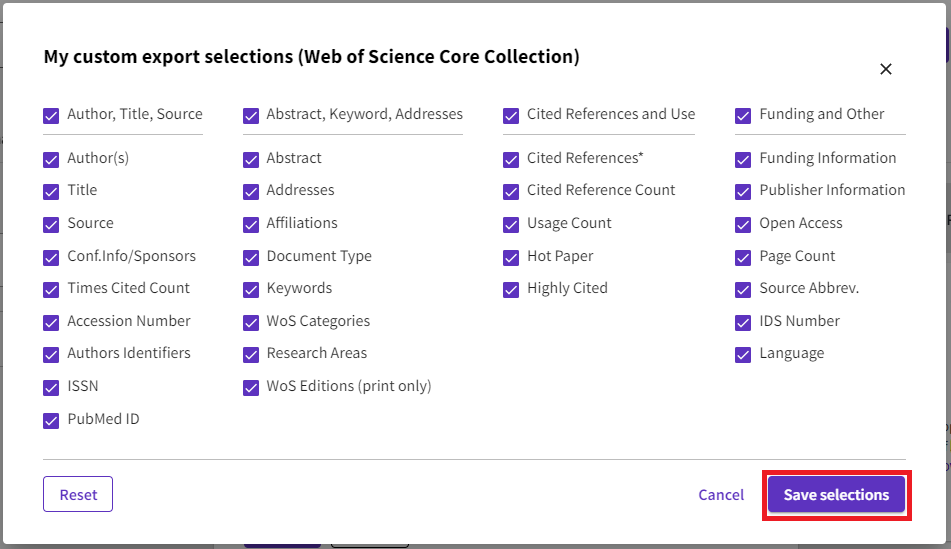 My custom export selections (Web of Science Core Collection)
Author, Title, Source
Author(s)
Title
Source
Conf.Info/Sponsors
Times Cited Count
Accession Number
Authors Identifiers
ISSN
PubMed ID
Abstract, Keyword, Addresses
Abstract
Addresses
Affiliations
Document Type
Keywords
WoS Categories
Research Areas
WoS Editions (print only)
Cited References and Use
Cited References*
Cited Reference Count
Usage Count
Hot Paper
Highly Cited
Funding and Other
Funding Information
Publisher Information
Open Access
Page Count
Source Abbrev.
IDS Number
Language
Reset
Cancel
Save selections